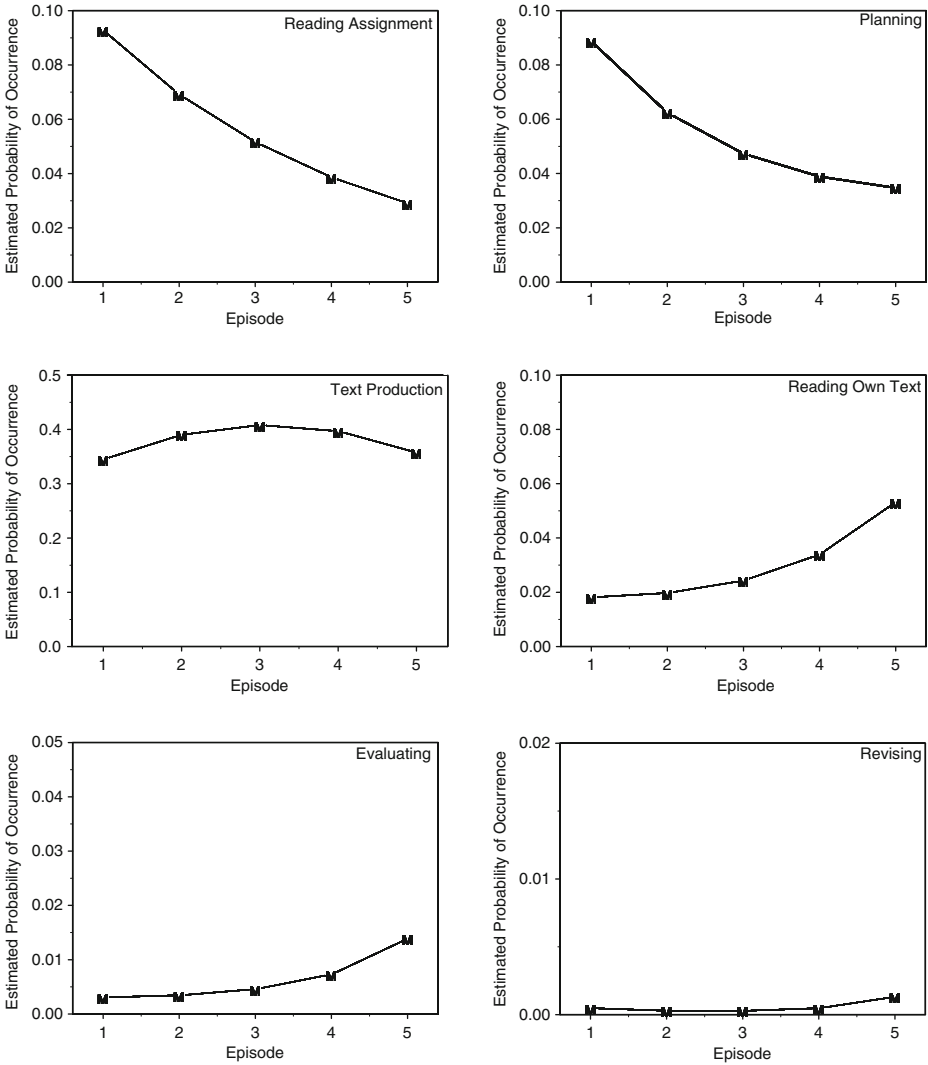 Reading Assignment
Estimated Probability of Occurrence
0.10
0.08
0.06
0.04
0.02
0.00
M M M M M
1 2 3 4 5
Episode
Planning
Estimated Probability of Occurrence
0.10
0.08
0.06
0.04
0.02
0.00
M M M M M
1 2 3 4 5
Episode
Text Production
Estimated Probability of Occurrence
0.5
0.4
0.3
0.2
0.1
0.0
M M M M M
1 2 3 4 5
Episode
Reading Own Text
Estimated Probability of Occurrence
0.10
0.08
0.06
0.04
0.02
0.00
M M M M M
1 2 3 4 5
Episode
Evaluating
Estimated Probability of Occurrence
0.05
0.04
0.03
0.02
0.01
0.00
M M M M M
1 2 3 4 5
Episode
Revising
Estimated Probability of Occurrence
0.02
0.01
0.00
M M M M M
1 2 3 4 5
Episode